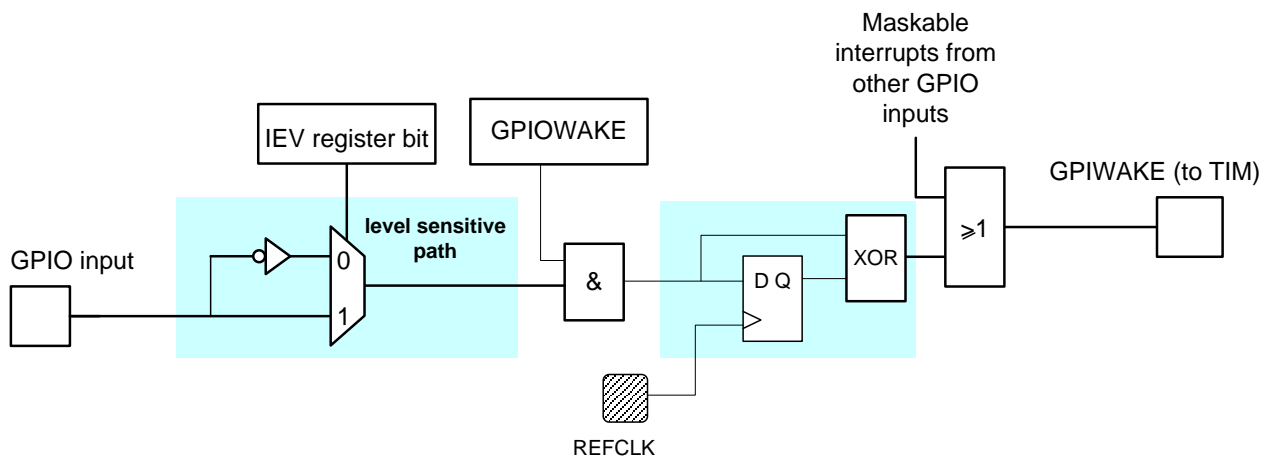 Maskable
interrupts from
other GPIO
inputs
IEV register bit
GPIOWAKE
GPIWAKE (to TIM)
level sensitive
path
GPIO input
0
1
&
D Q
XOR
⩾1
REFCLK